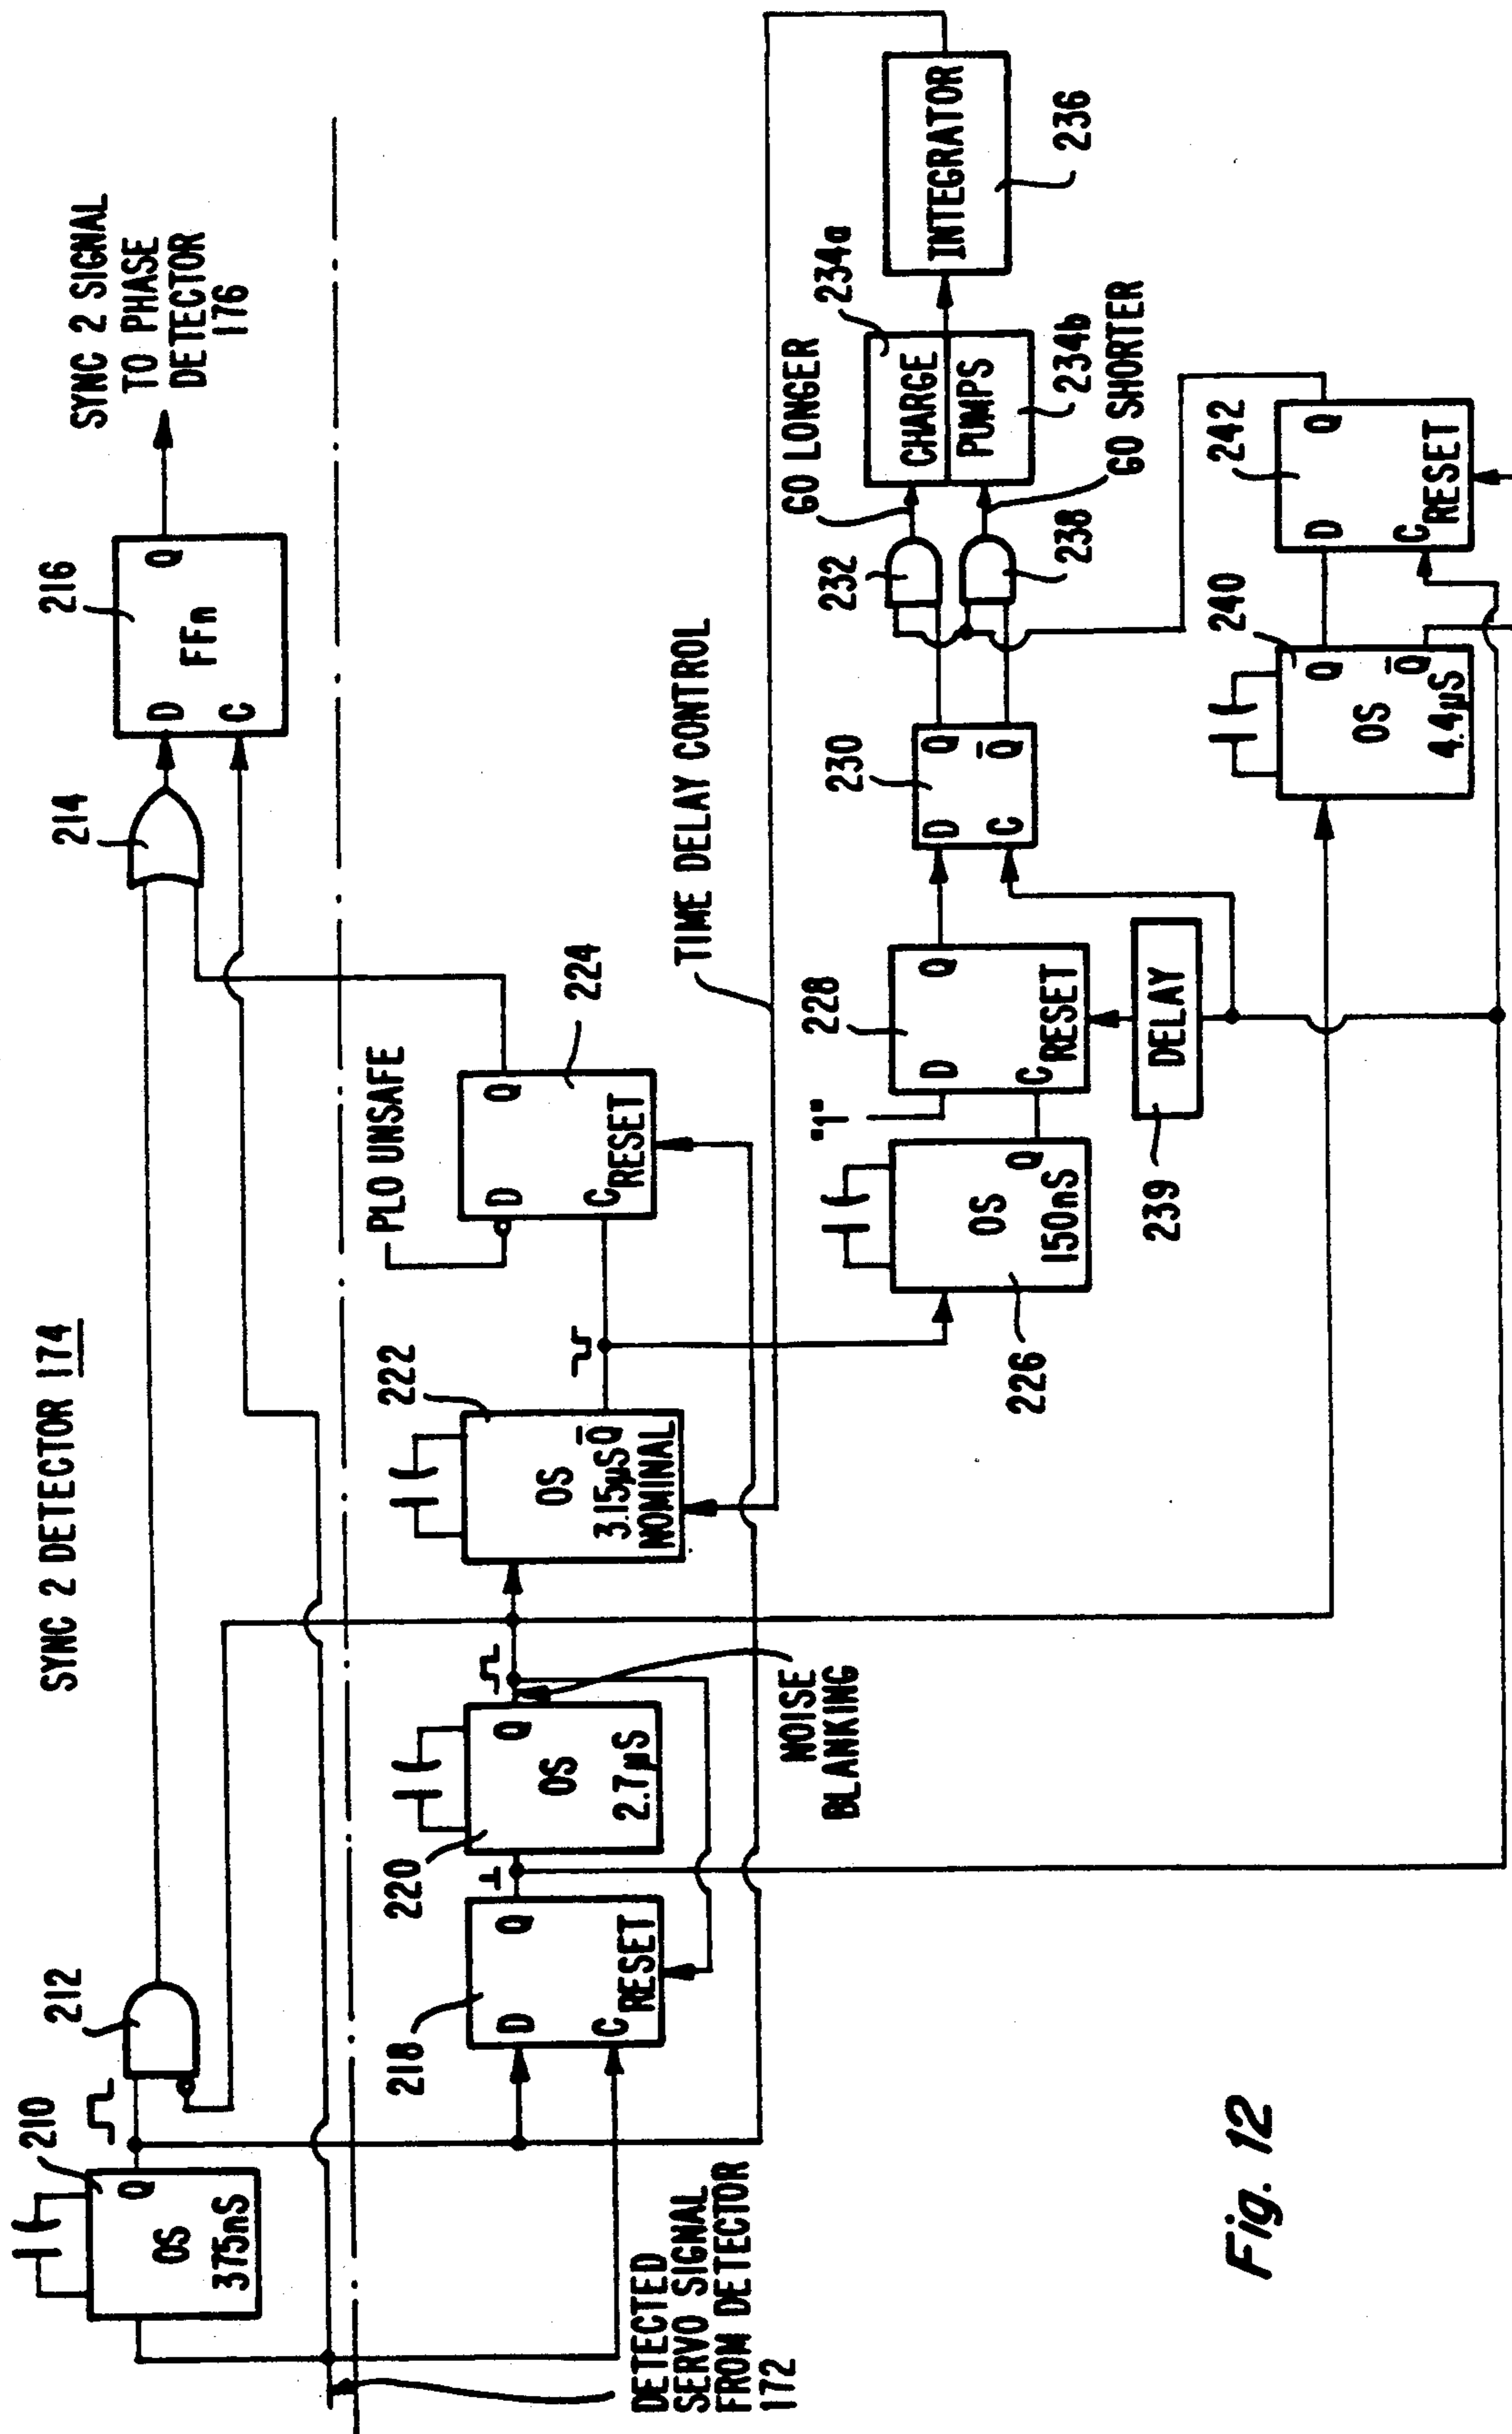 SYNC 2 DETECTOR 174
210
Q
OS
375nS
212
214
216
D
Q
FFn
C
SYNC 2 SIGNAL
TO PHASE
DETECTOR
176
DETECTED
SERVO SIGNAL
FROM DETECTOR
172
218
D
Q
C
RESET
220
Q
OS
2.7µS
NOISE
BLANKING
222
OS
3.15µS Q̅
NOMINAL
PLO UNSAFE
D
Q
C
RESET
224
TIME DELAY CONTROL
226
OS
Q
150nS
"1"
228
D
Q
C
RESET
DELAY
239
230
D
Q
C
Q̅
232
238
GO LONGER
GO SHORTER
234a
CHARGE
PUMPS
234b
INTEGRATOR
236
240
Q
OS
Q̅
4.4µS
242
D
Q
C
RESET
Fig. 12